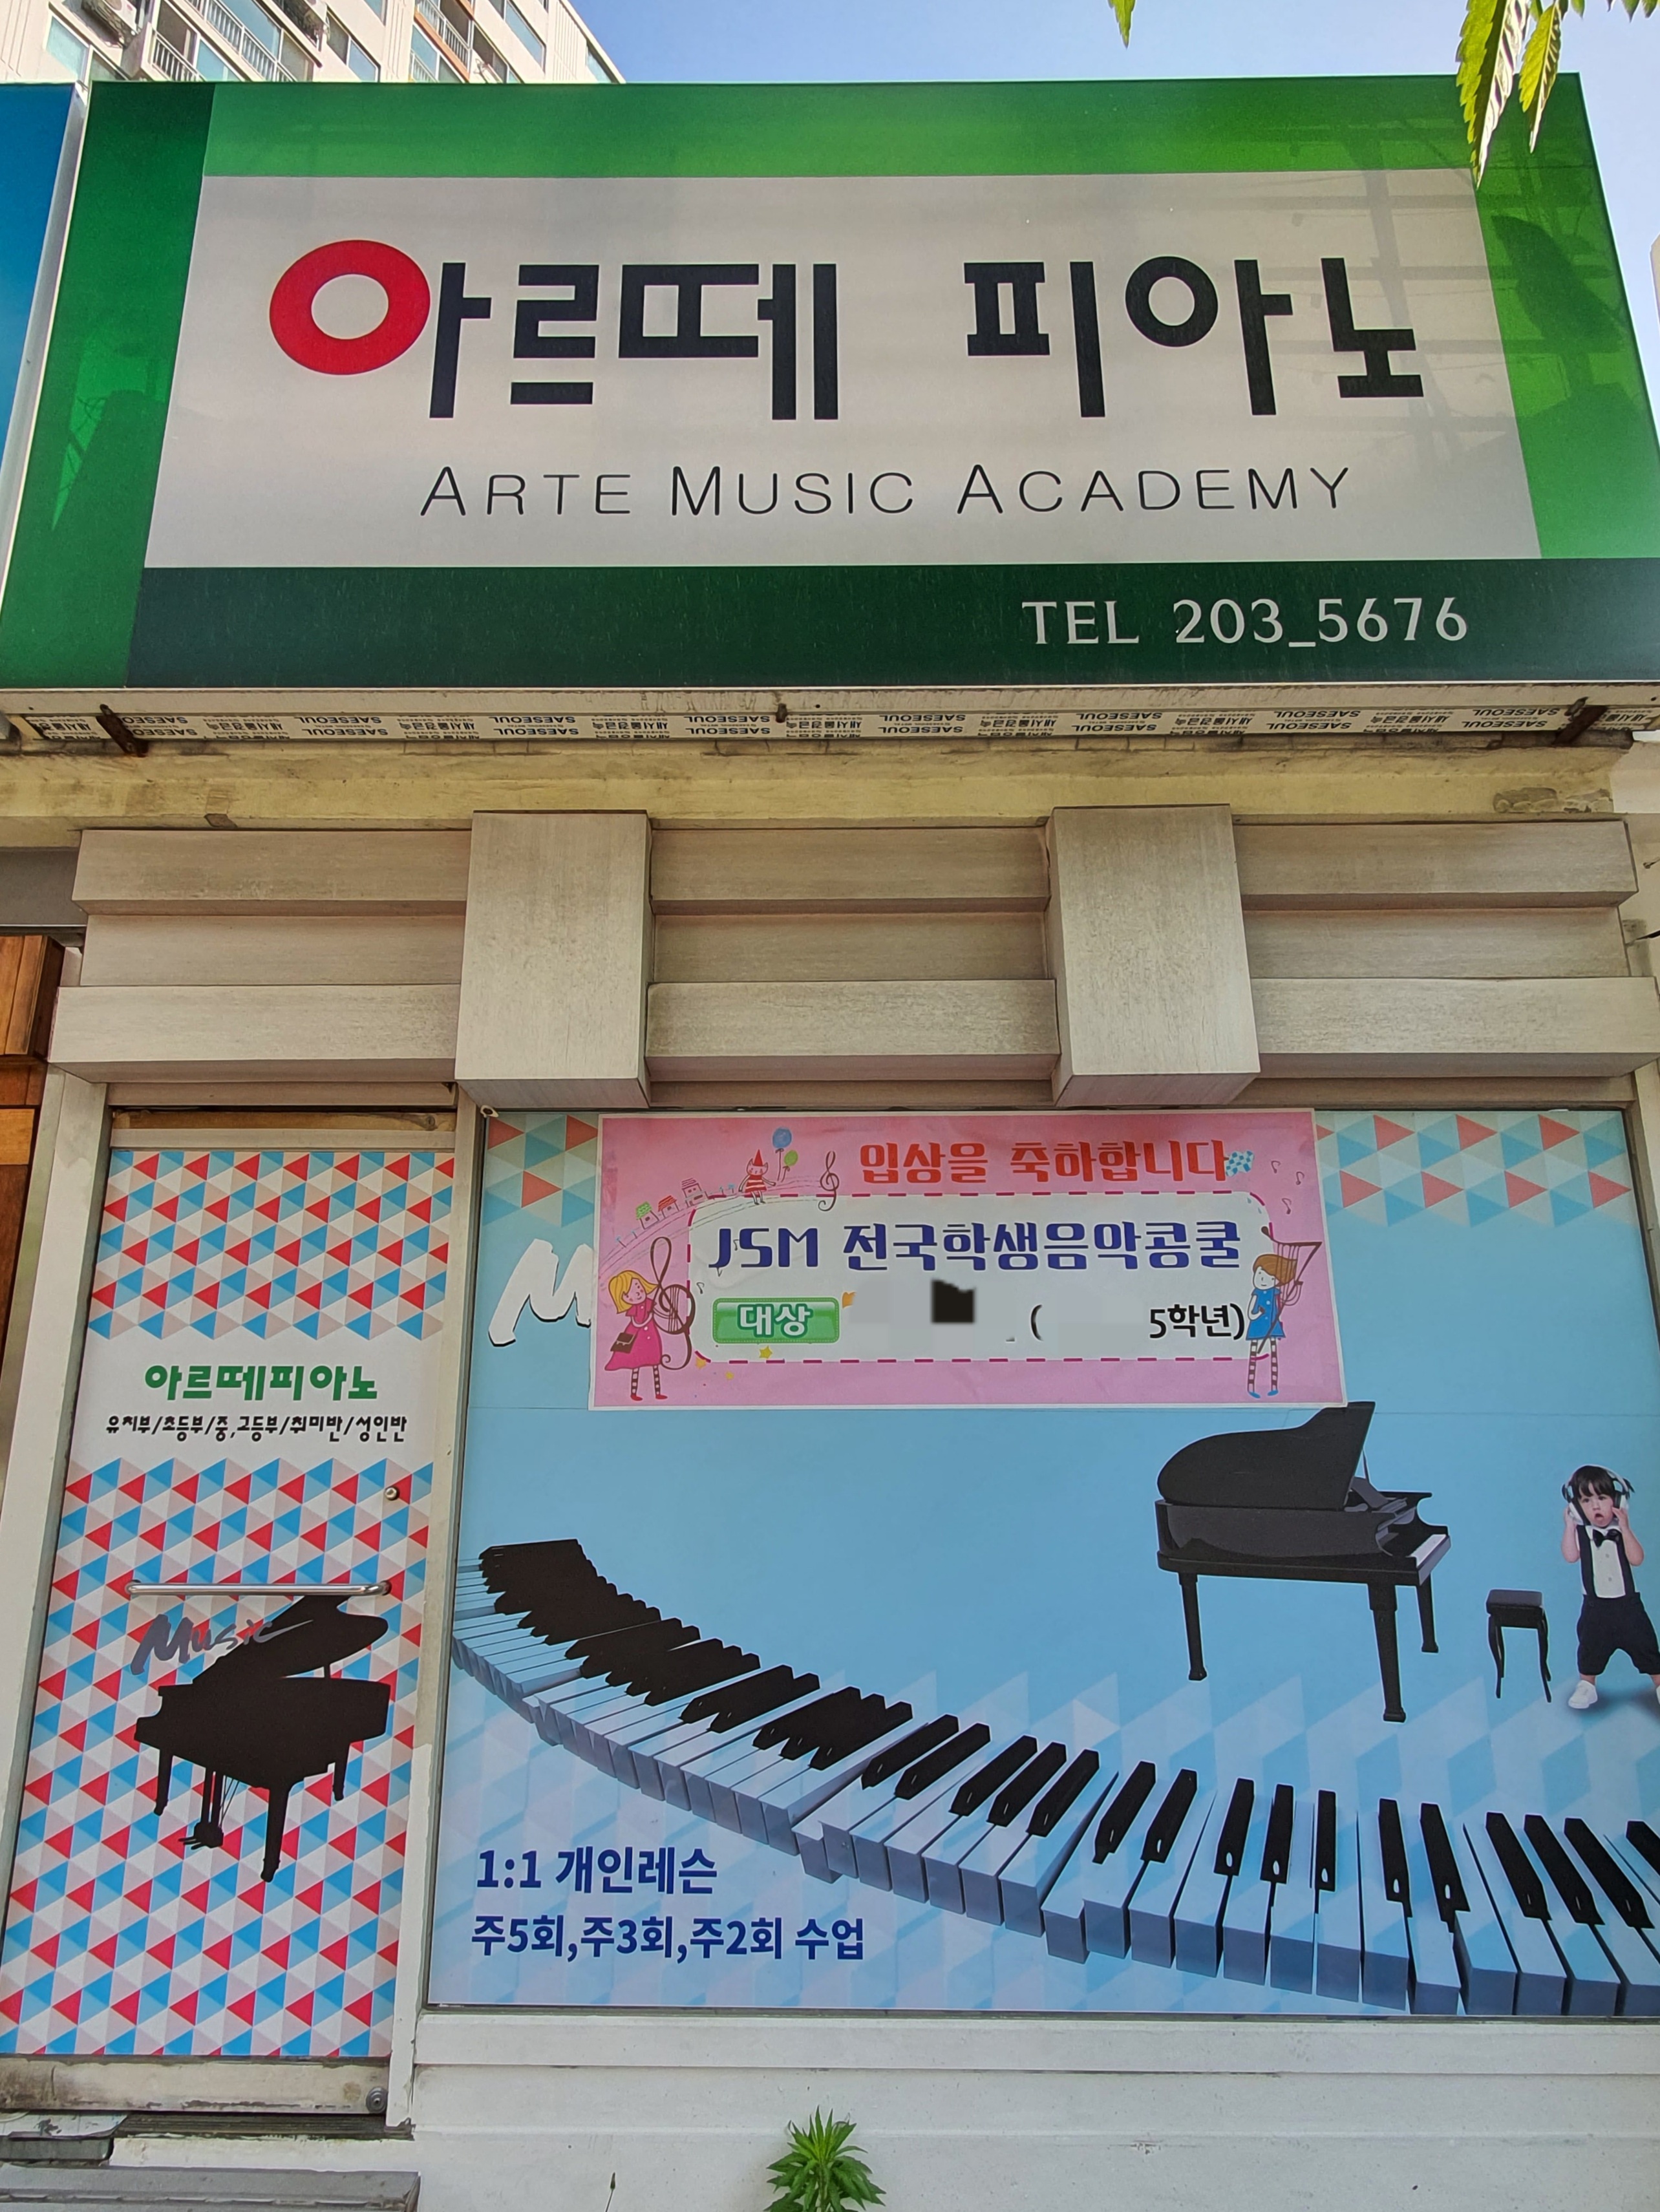 아르떼 피아노
ARTE MUSIC ACADEMY
TEL 203_5676
SAESEOUL
입상을 축하합니다
JSM 전국학생음악콩쿨
대상 ( 5학년)
아르떼피아노
유치부/초등부/중,고등부/취미반/성인반
Music
1:1 개인레슨
주5회,주3회,주2회 수업